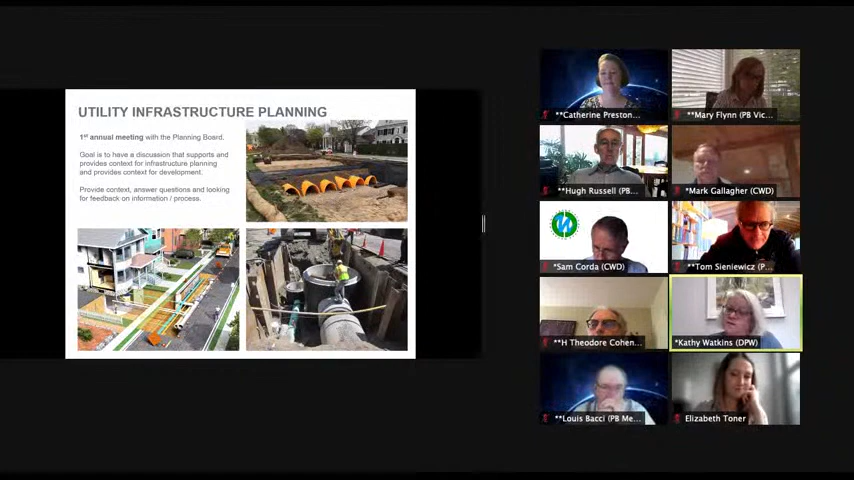 UTILITY INFRASTRUCTURE PLANNING
1st annual meeting with the Planning Board.
Goal is to have a discussion that supports and
provides context for infrastructure planning
and provides context for development.
Provide context, answer questions and looking
for feedback on information / process.
**Catherine Preston...
**Mary Flynn (PB Vic...
**Hugh Russell (PB...
*Mark Gallagher (CWD)
*Sam Corda (CWD)
**Tom Sieniewicz (P...
**H Theodore Cohen...
*Kathy Watkins (DPW)
**Louis Bacci (PB Me...
Elizabeth Toner